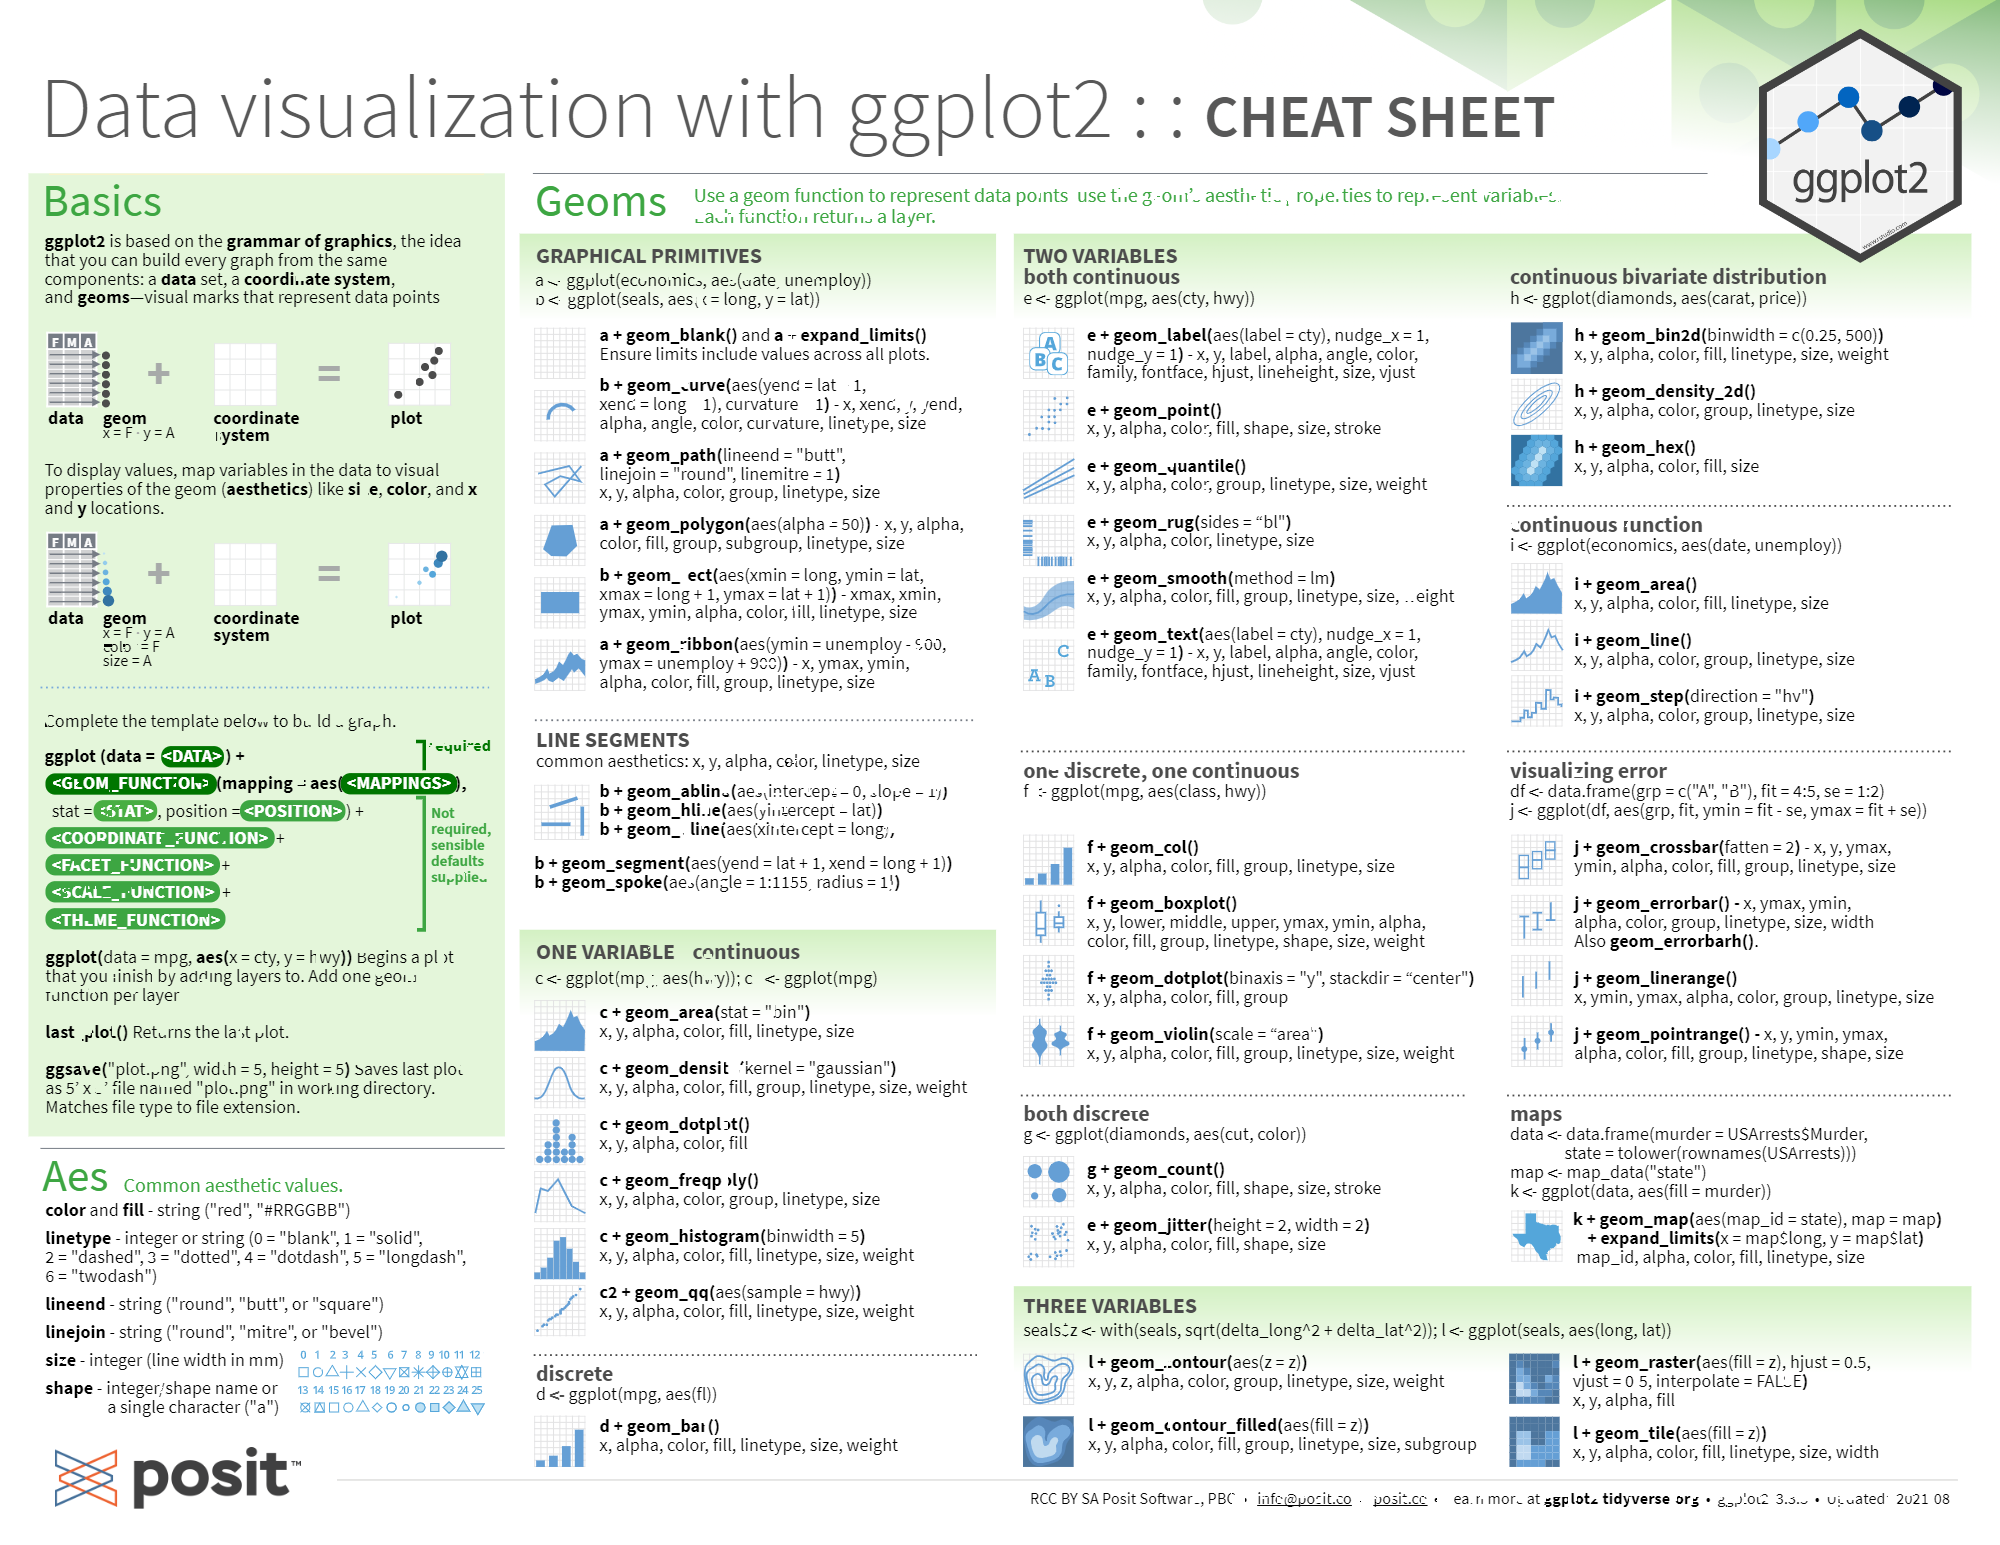 Data visualization with ggplot2 : : CHEAT SHEET
ggplot2
www.rstudio.com
Basics
ggplot2 is based on the grammar of graphics, the idea
that you can build every graph from the same
components: a data set, a coordinate system,
and geoms—visual marks that represent data points
F M A
data geom coordinate system plot
x = F · y = A
To display values, map variables in the data to visual
properties of the geom (aesthetics) like size, color, and x
and y locations.
F M A
data geom coordinate system plot
x = F · y = A
color = F
size = A
Complete the template below to build a graph.
ggplot (data = <DATA>) +
<GEOM_FUNCTION>(mapping = aes(<MAPPINGS>),
stat = <STAT>, position = <POSITION>) +
<COORDINATE_FUNCTION> +
<FACET_FUNCTION> +
<SCALE_FUNCTION> +
<THEME_FUNCTION>
required
Not
required,
sensible
defaults
supplied
ggplot(data = mpg, aes(x = cty, y = hwy)) Begins a plot
that you finish by adding layers to. Add one geom
function per layer
last_plot() Returns the last plot.
ggsave("plot.png", width = 5, height = 5) Saves last plot
as 5’ x 5’ file named "plot.png" in working directory.
Matches file type to file extension.
Aes Common aesthetic values.
color and fill - string ("red", "#RRGGBB")
linetype - integer or string (0 = "blank", 1 = "solid",
2 = "dashed", 3 = "dotted", 4 = "dotdash", 5 = "longdash",
6 = "twodash")
lineend - string ("round", "butt", or "square")
linejoin - string ("round", "mitre", or "bevel")
size - integer (line width in mm)
shape - integer/shape name or
a single character ("a")
0 1 2 3 4 5 6 7 8 9 10 11 12
13 14 15 16 17 18 19 20 21 22 23 24 25
posit™
Geoms Use a geom function to represent data points use the geom’s aesthetic properties to represent variables.
Each function returns a layer.
GRAPHICAL PRIMITIVES
a <- ggplot(economics, aes(date, unemploy))
b <- ggplot(seals, aes(x = long, y = lat))
a + geom_blank() and a + expand_limits()
Ensure limits include values across all plots.
b + geom_curve(aes(yend = lat 1,
xend = long 1), curvature 1) - x, xend, y, yend,
alpha, angle, color, curvature, linetype, size
a + geom_path(lineend = "butt",
linejoin = "round", linemitre = 1)
x, y, alpha, color, group, linetype, size
a + geom_polygon(aes(alpha = 50)) - x, y, alpha,
color, fill, group, subgroup, linetype, size
b + geom_rect(aes(xmin = long, ymin = lat,
xmax = long + 1, ymax = lat + 1)) - xmax, xmin,
ymax, ymin, alpha, color, fill, linetype, size
a + geom_ribbon(aes(ymin = unemploy - 900,
ymax = unemploy + 900)) - x, ymax, ymin,
alpha, color, fill, group, linetype, size
LINE SEGMENTS
common aesthetics: x, y, alpha, color, linetype, size
b + geom_abline(aes(intercept = 0, slope = 1))
b + geom_hline(aes(yintercept = lat))
b + geom_vline(aes(xintercept = long),
b + geom_segment(aes(yend = lat + 1, xend = long + 1))
b + geom_spoke(aes(angle = 1:1155, radius = 1))
ONE VARIABLE continuous
c <- ggplot(mpg, aes(hwy)); c <- ggplot(mpg)
c + geom_area(stat = "bin")
x, y, alpha, color, fill, linetype, size
c + geom_density(kernel = "gaussian")
x, y, alpha, color, fill, group, linetype, size, weight
c + geom_dotplot()
x, y, alpha, color, fill
c + geom_freqpoly()
x, y, alpha, color, group, linetype, size
c + geom_histogram(binwidth = 5)
x, y, alpha, color, fill, linetype, size, weight
c2 + geom_qq(aes(sample = hwy))
x, y, alpha, color, fill, linetype, size, weight
discrete
d <- ggplot(mpg, aes(fl))
d + geom_bar()
x, alpha, color, fill, linetype, size, weight
TWO VARIABLES
both continuous
e <- ggplot(mpg, aes(cty, hwy))
A B C
e + geom_label(aes(label = cty), nudge_x = 1,
nudge_y = 1) - x, y, label, alpha, angle, color,
family, fontface, hjust, lineheight, size, vjust
e + geom_point()
x, y, alpha, color, fill, shape, size, stroke
e + geom_quantile()
x, y, alpha, color, group, linetype, size, weight
e + geom_rug(sides = “bl")
x, y, alpha, color, linetype, size
e + geom_smooth(method = lm)
x, y, alpha, color, fill, group, linetype, size, weight
A B C
e + geom_text(aes(label = cty), nudge_x = 1,
nudge_y = 1) - x, y, label, alpha, angle, color,
family, fontface, hjust, lineheight, size, vjust
one discrete, one continuous
f <- ggplot(mpg, aes(class, hwy))
f + geom_col()
x, y, alpha, color, fill, group, linetype, size
f + geom_boxplot()
x, y, lower, middle, upper, ymax, ymin, alpha,
color, fill, group, linetype, shape, size, weight
f + geom_dotplot(binaxis = "y", stackdir = “center")
x, y, alpha, color, fill, group
f + geom_violin(scale = “area")
x, y, alpha, color, fill, group, linetype, size, weight
both discrete
g <- ggplot(diamonds, aes(cut, color))
g + geom_count()
x, y, alpha, color, fill, shape, size, stroke
e + geom_jitter(height = 2, width = 2)
x, y, alpha, color, fill, shape, size
continuous bivariate distribution
h <- ggplot(diamonds, aes(carat, price))
h + geom_bin2d(binwidth = c(0.25, 500))
x, y, alpha, color, fill, linetype, size, weight
h + geom_density_2d()
x, y, alpha, color, group, linetype, size
h + geom_hex()
x, y, alpha, color, fill, size
continuous function
i <- ggplot(economics, aes(date, unemploy))
i + geom_area()
x, y, alpha, color, fill, linetype, size
i + geom_line()
x, y, alpha, color, group, linetype, size
i + geom_step(direction = "hv")
x, y, alpha, color, group, linetype, size
visualizing error
df <- data.frame(grp = c("A", "B"), fit = 4:5, se = 1:2)
j <- ggplot(df, aes(grp, fit, ymin = fit - se, ymax = fit + se))
j + geom_crossbar(fatten = 2) - x, y, ymax,
ymin, alpha, color, fill, group, linetype, size
j + geom_errorbar() - x, ymax, ymin,
alpha, color, group, linetype, size, width
Also geom_errorbarh().
j + geom_linerange()
x, ymin, ymax, alpha, color, group, linetype, size
j + geom_pointrange() - x, y, ymin, ymax,
alpha, color, fill, group, linetype, shape, size
maps
data <- data.frame(murder = USArrests$Murder,
state = tolower(rownames(USArrests)))
map <- map_data("state")
k <- ggplot(data, aes(fill = murder))
k + geom_map(aes(map_id = state), map = map)
+ expand_limits(x = map$long, y = map$lat)
map_id, alpha, color, fill, linetype, size
THREE VARIABLES
seals$z <- with(seals, sqrt(delta_long^2 + delta_lat^2)); l <- ggplot(seals, aes(long, lat))
l + geom_contour(aes(z = z))
x, y, z, alpha, color, group, linetype, size, weight
l + geom_contour_filled(aes(fill = z))
x, y, alpha, color, fill, group, linetype, size, subgroup
l + geom_raster(aes(fill = z), hjust = 0.5,
vjust = 0.5, interpolate = FALSE)
x, y, alpha, fill
l + geom_tile(aes(fill = z))
x, y, alpha, color, fill, linetype, size, width
RCC BY SA Posit Software, PBC • info@posit.co • posit.co • earn more at ggplot2 tidyverse org • ggplot2 3.3.5 • Updated 2021 08